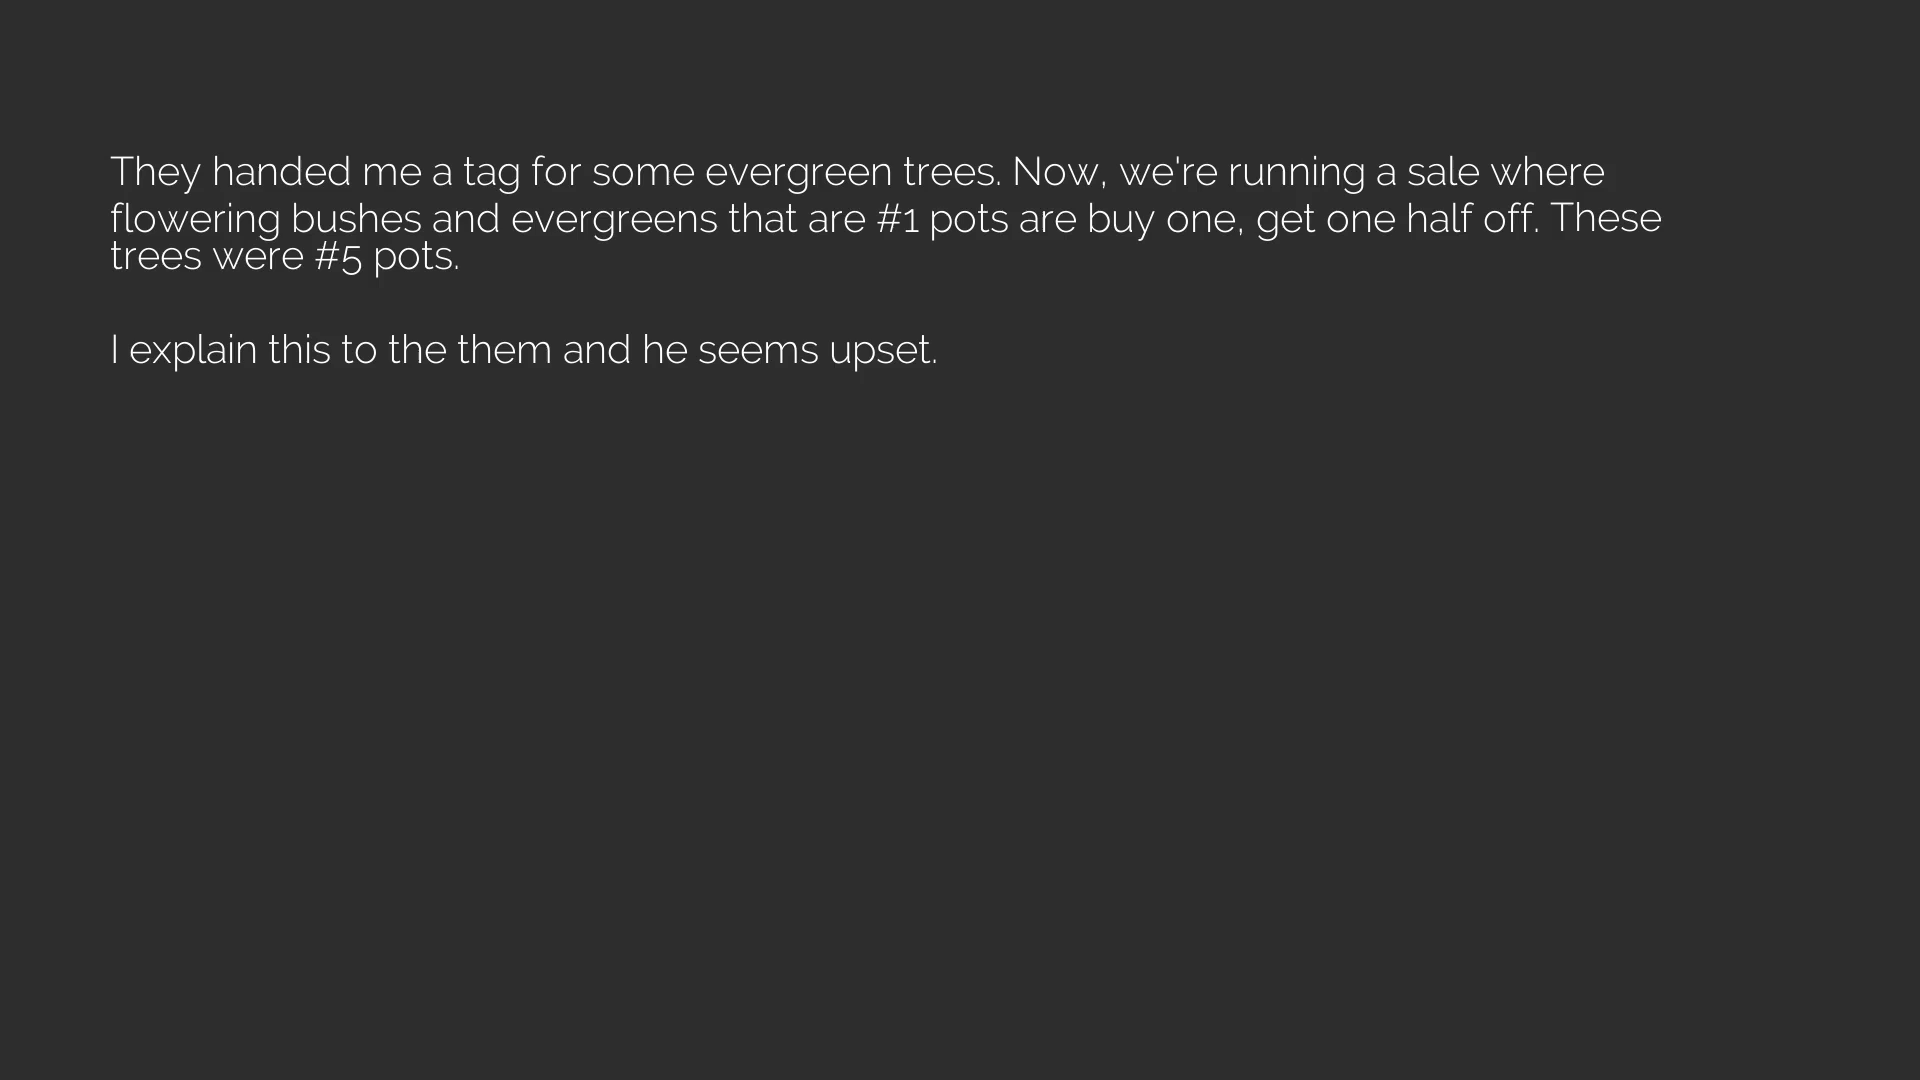 They handed me a tag for some evergreen trees. Now, we're running a sale where
flowering bushes and evergreens that are #1 pots are buy one, get one half off. These
trees were #5 pots.
I explain this to the them and he seems upset.